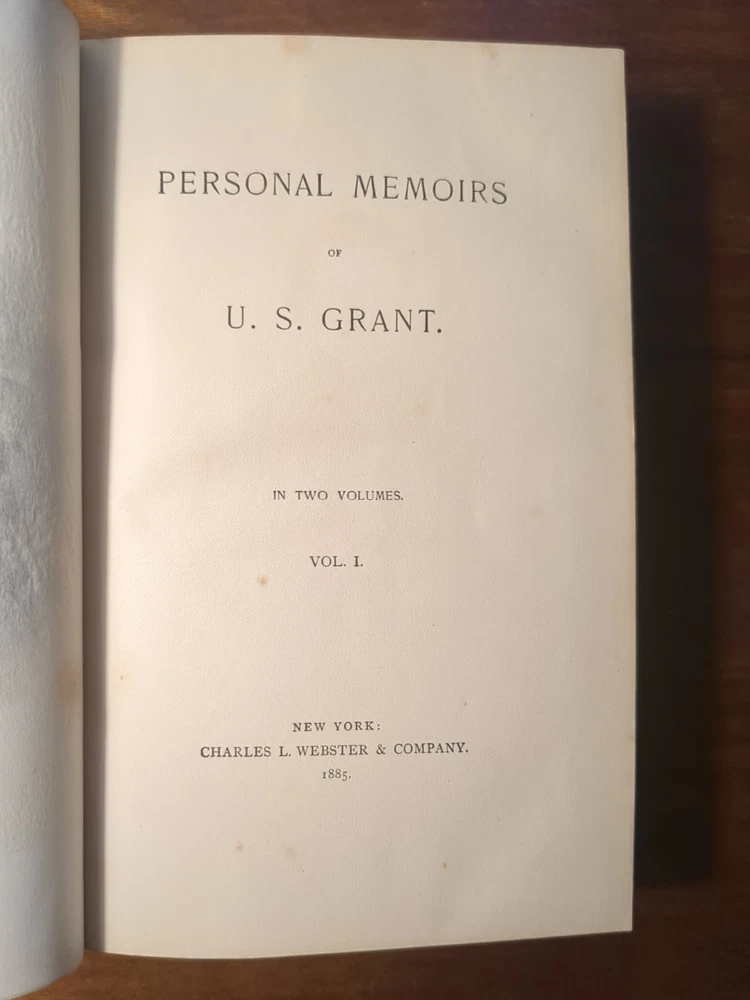 PERSONAL MEMOIRS
OF
U. S. GRANT.
IN TWO VOLUMES.
VOL. I.
NEW YORK:
CHARLES L. WEBSTER & COMPANY.
1885.